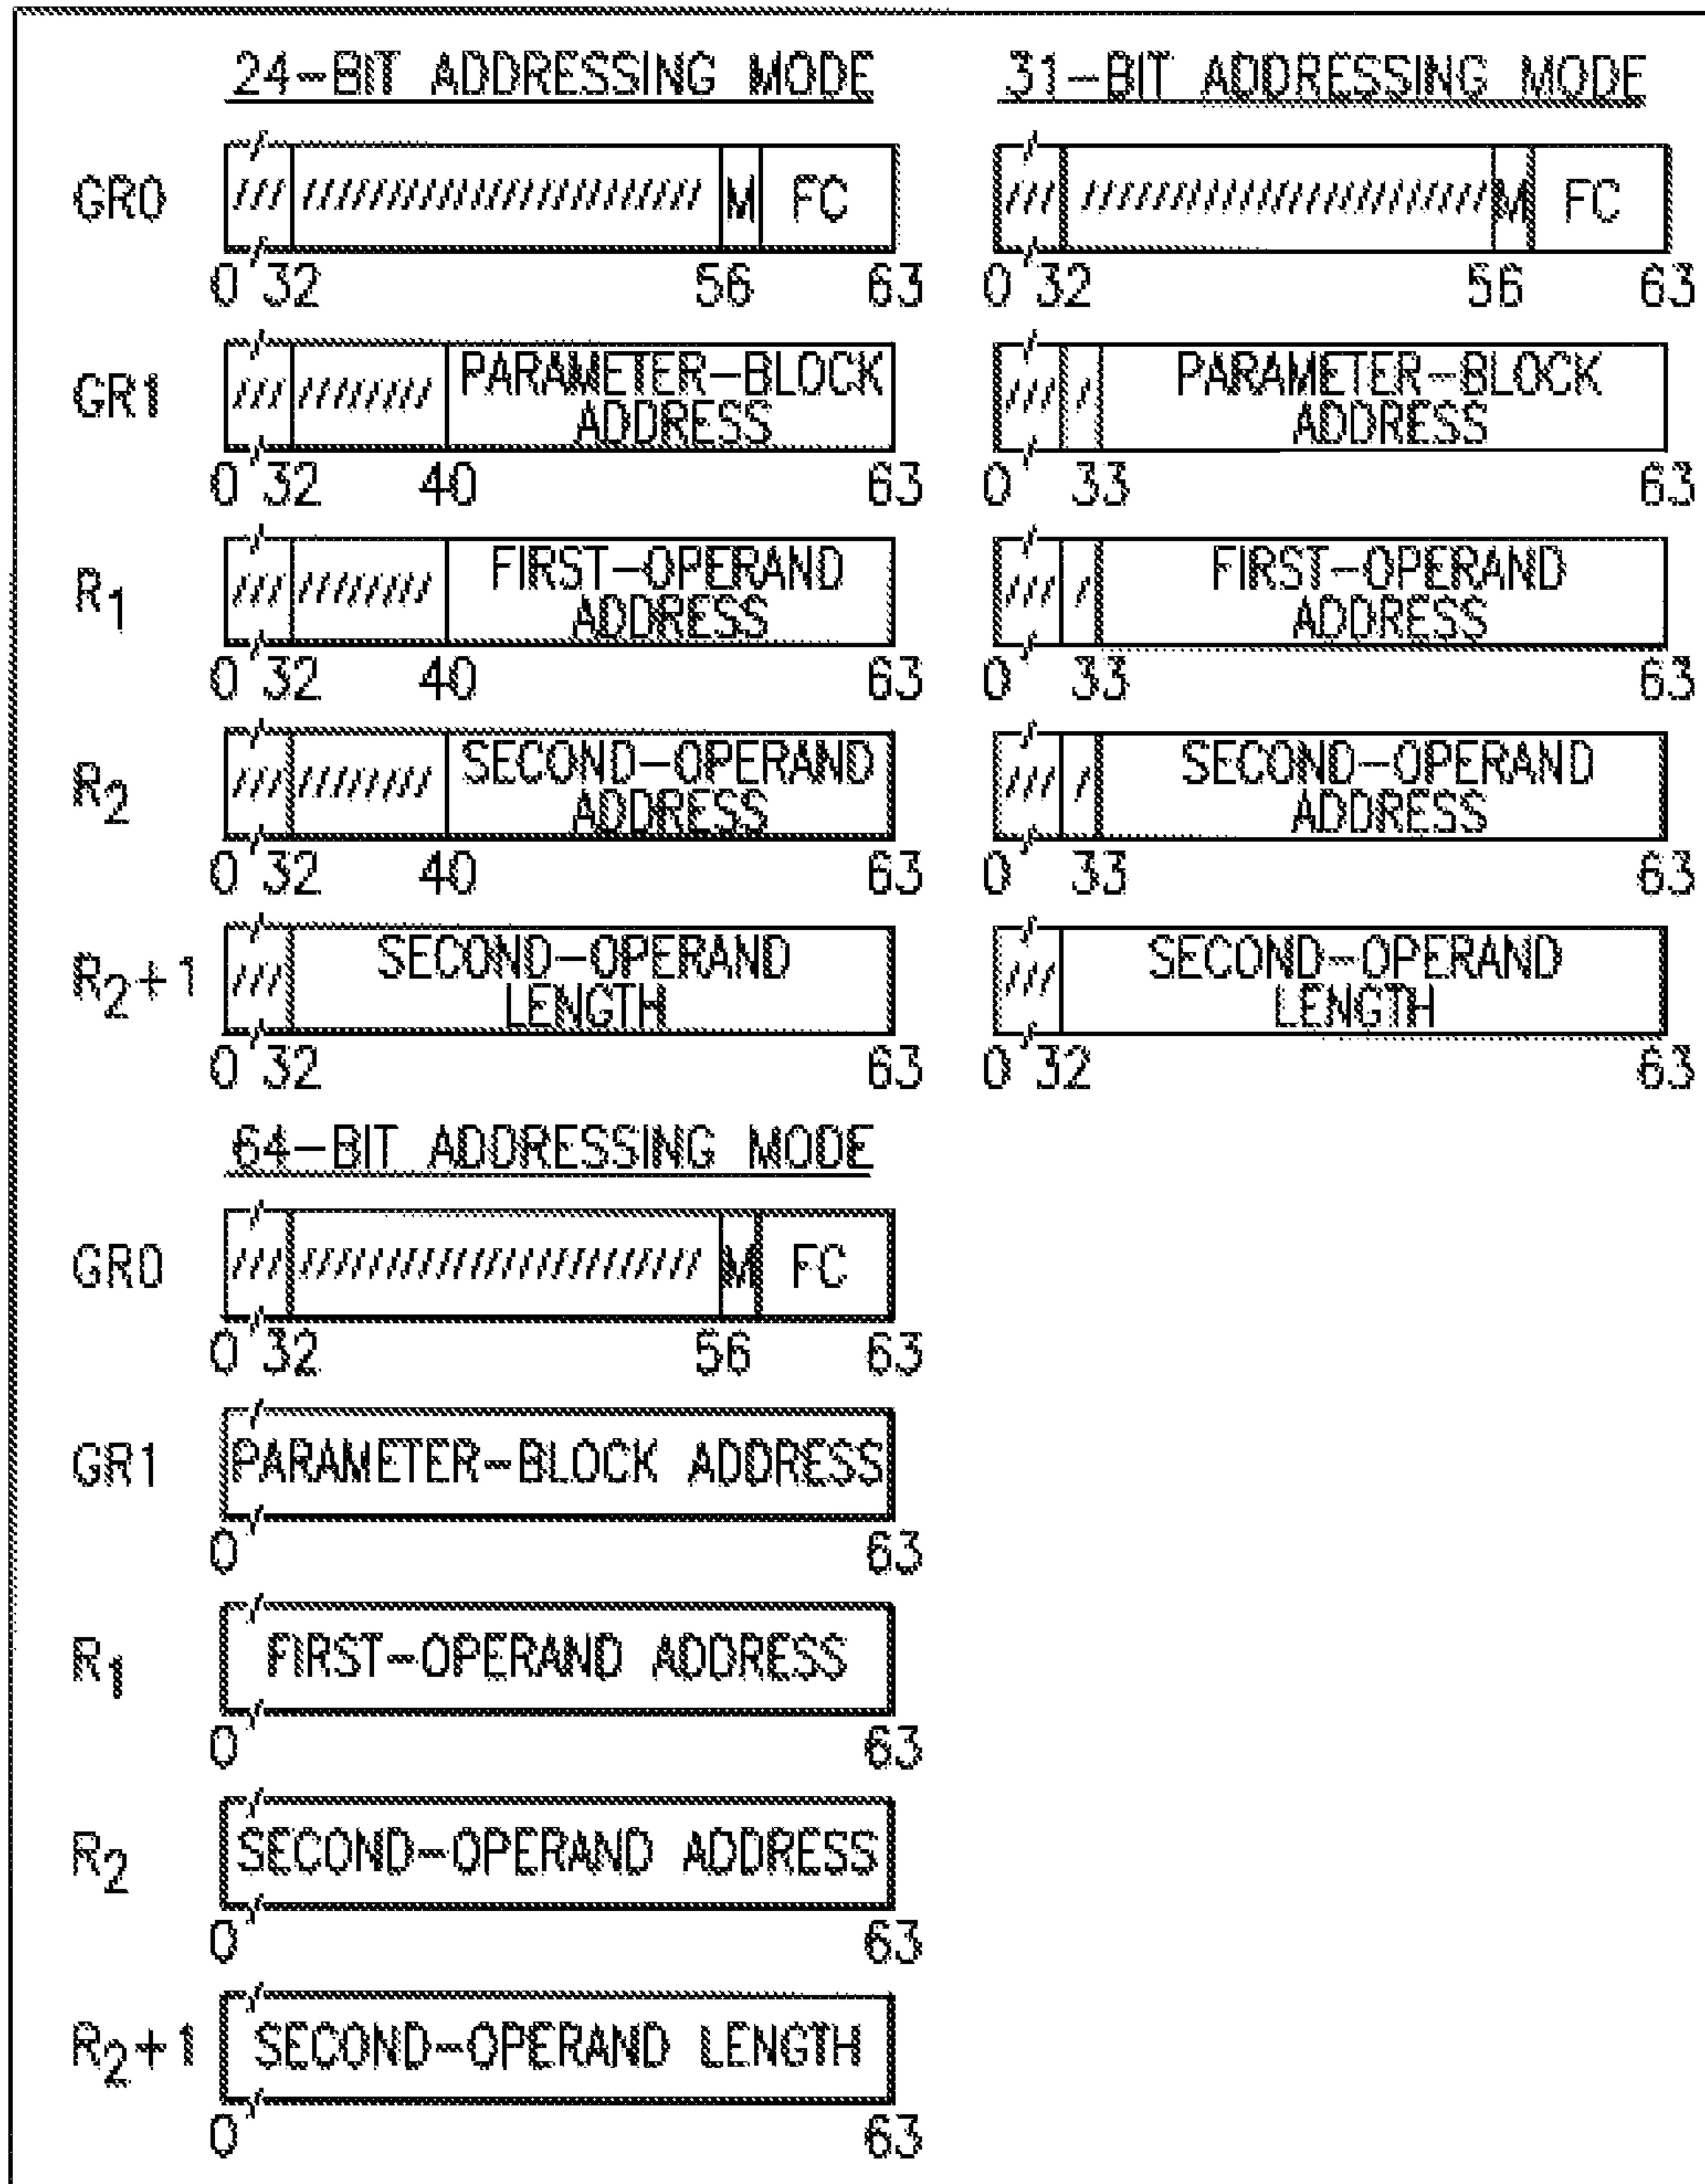 24-BIT ADDRESSING MODE
GR0 /// //////////////////////// M FC
0 32 56 63
GR1 /// //////// PARAMETER-BLOCK
ADDRESS
0 32 40 63
R1 /// //////// FIRST-OPERAND
ADDRESS
0 32 40 63
R2 /// //////// SECOND-OPERAND
ADDRESS
0 32 40 63
R2+1 /// SECOND-OPERAND
LENGTH
0 32 63
31-BIT ADDRESSING MODE
/// //////////////////////// M FC
0 32 56 63
/// / PARAMETER-BLOCK
ADDRESS
0 33 63
/// / FIRST-OPERAND
ADDRESS
0 33 63
/// / SECOND-OPERAND
ADDRESS
0 33 63
/// SECOND-OPERAND
LENGTH
0 32 63
64-BIT ADDRESSING MODE
GR0 /// //////////////////////// M FC
0 32 56 63
GR1 PARAMETER-BLOCK ADDRESS
0 63
R1 FIRST-OPERAND ADDRESS
0 63
R2 SECOND-OPERAND ADDRESS
0 63
R2+1 SECOND-OPERAND LENGTH
0 63